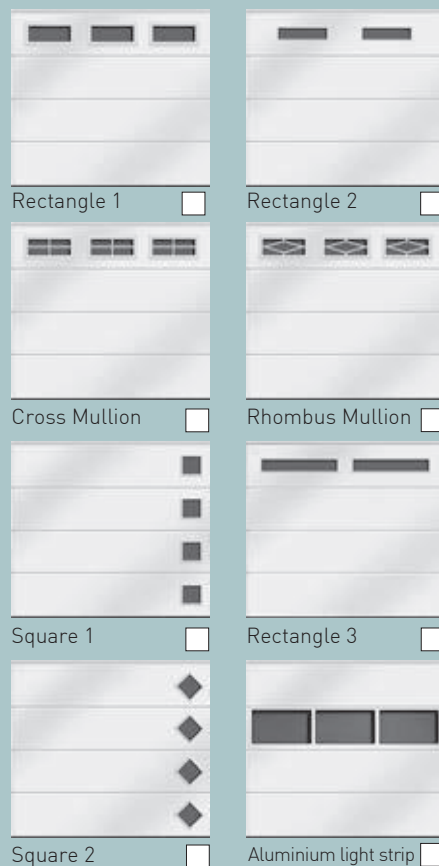 Rectangle 1
Rectangle 2
Cross Mullion
Rhombus Mullion
Square 1
Rectangle 3
Square 2
Aluminium light strip